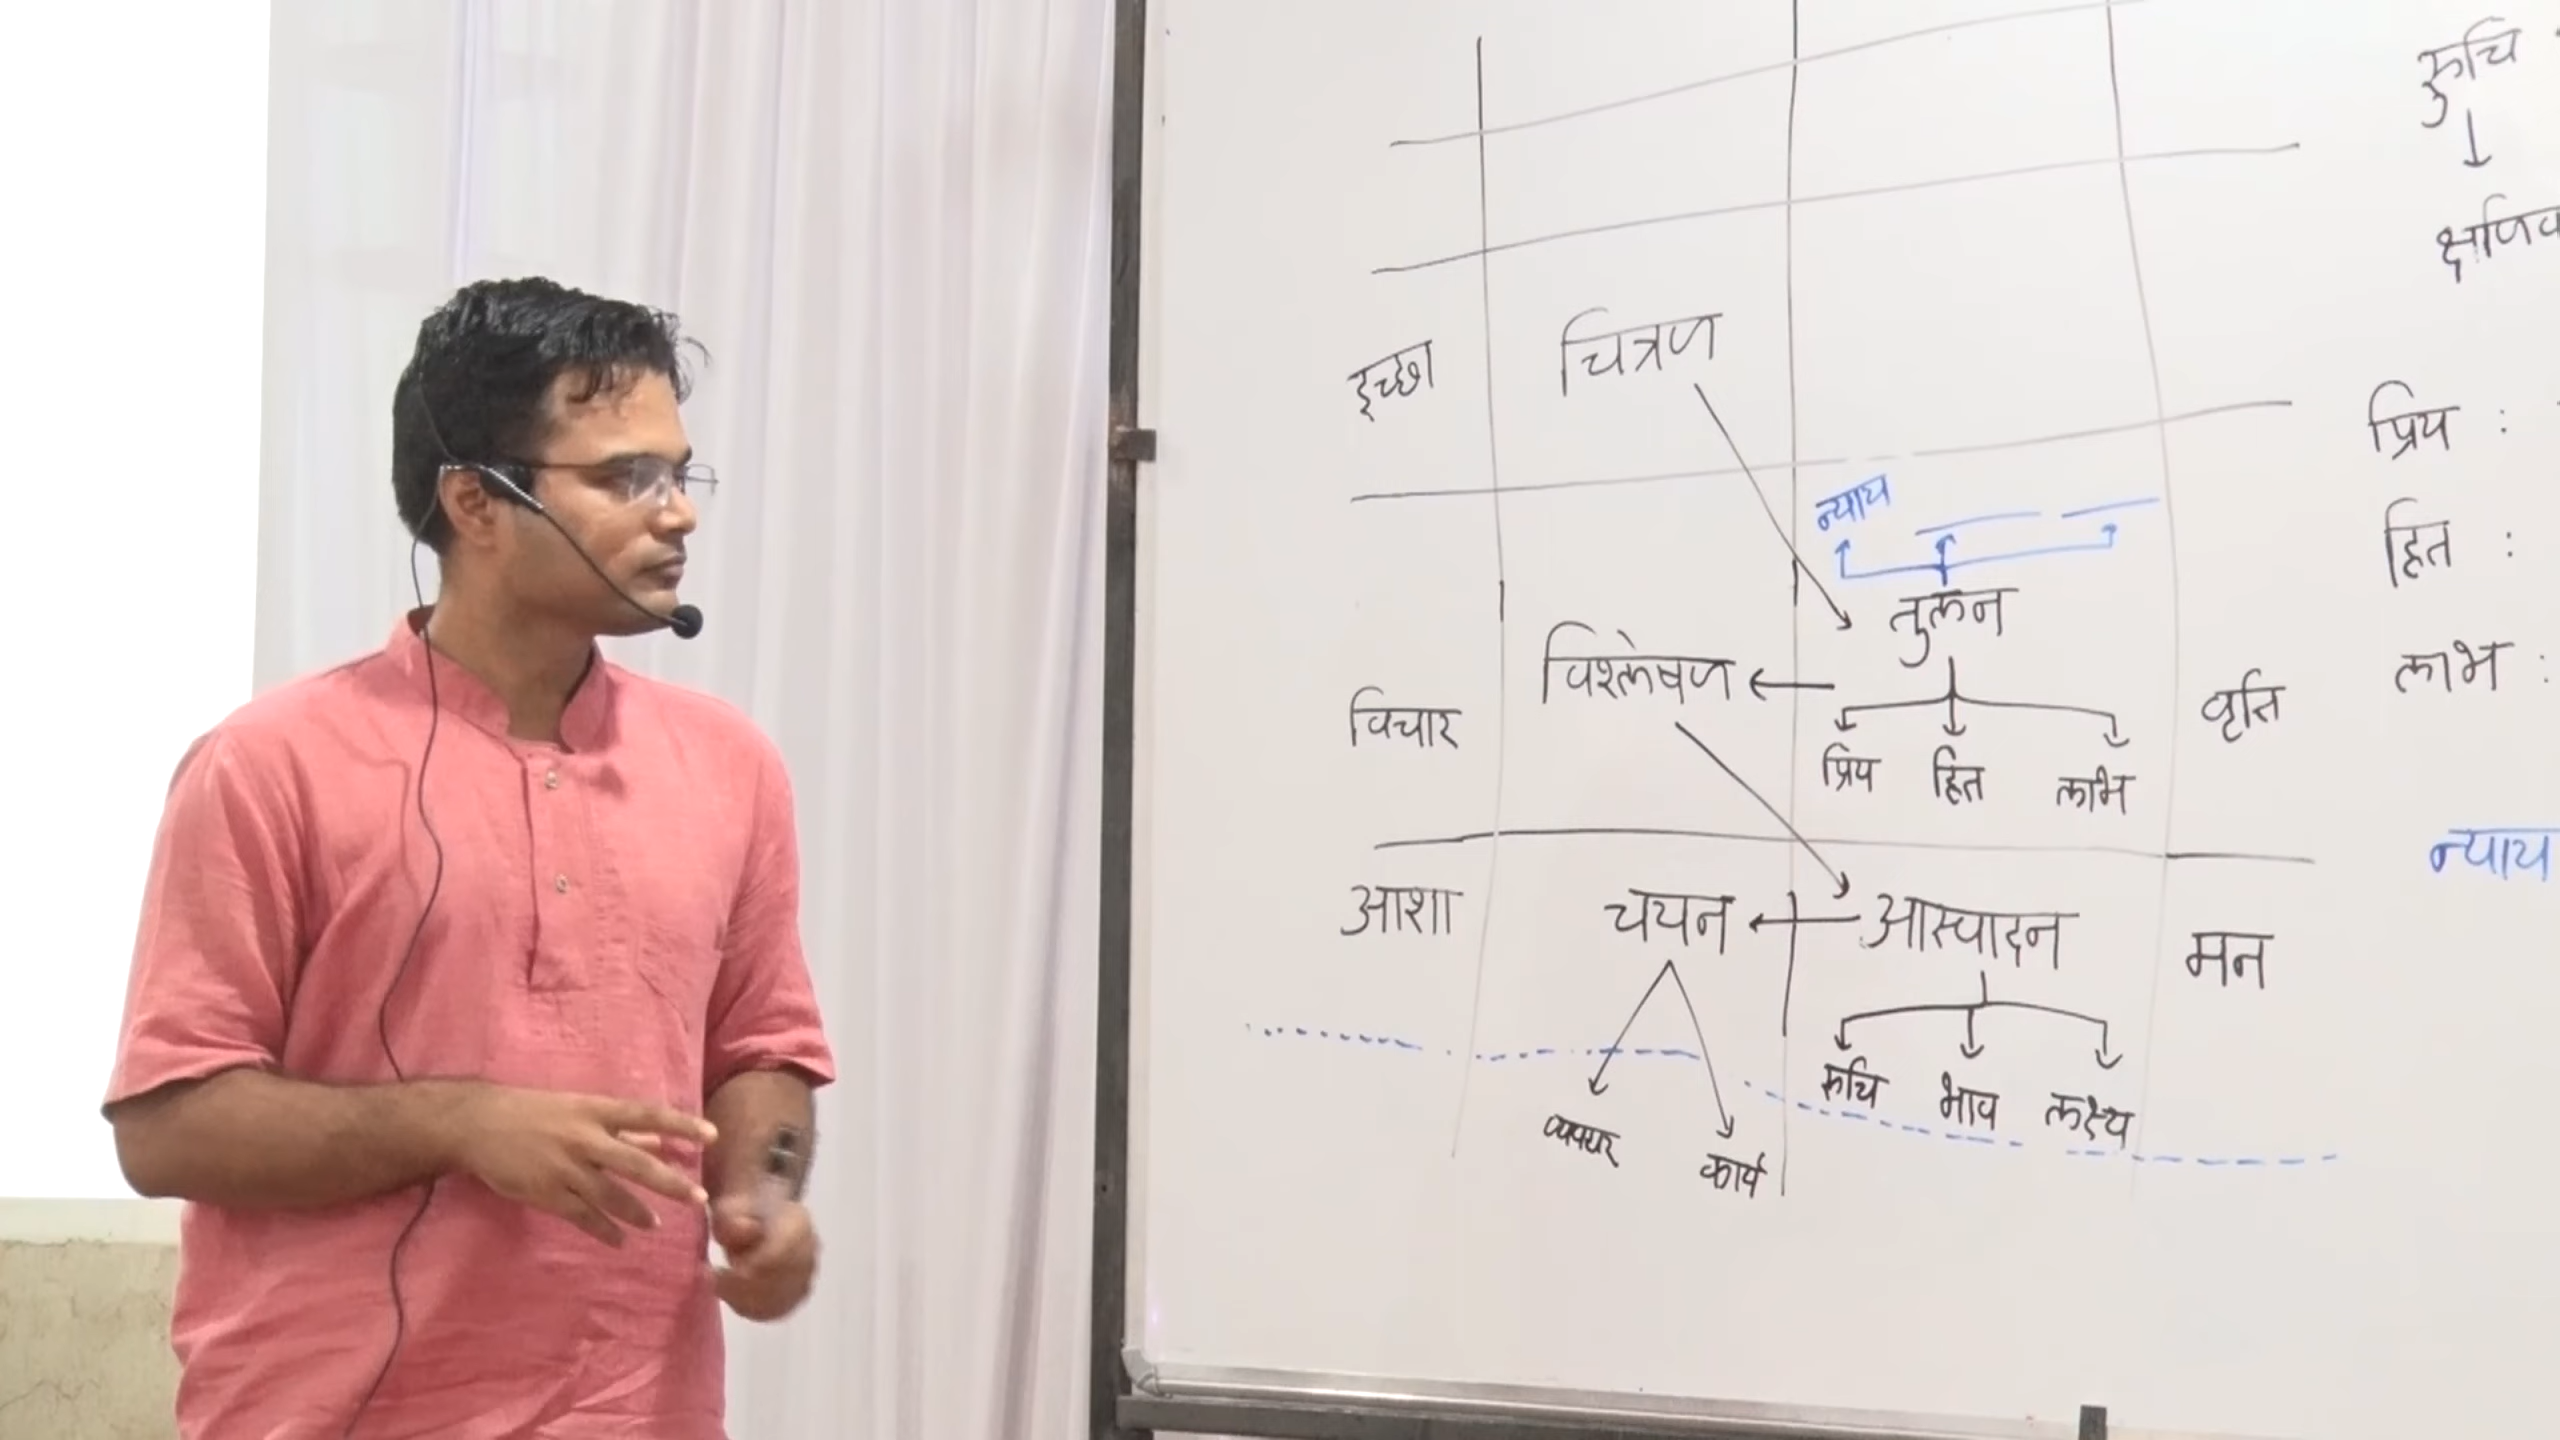 रुचि
क्षणिक
इच्छा चित्रण
प्रिय :
न्याय
हित :
तुलन
विश्लेषण
लाभ :
विचार
वृत्ति
प्रिय हित लाभ
न्याय
आशा चयन आस्वादन मन
रुचि भाव लक्ष्य
व्यवहार
कार्य